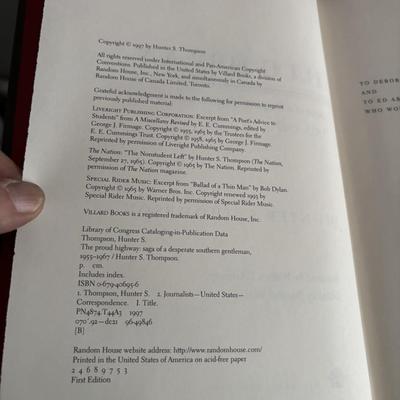 Copyright © 1997 by Hunter S. Thompson
All rights reserved under International and Pan-American Copyright
Conventions. Published in the United States by Villard Books, a division of
Random House, Inc., New York, and simultaneously in Canada by
Random House of Canada Limited, Toronto.
Grateful acknowledgment is made to the following for permission to reprint
previously published material:
LIVERIGHT PUBLISHING CORPORATION: Excerpt from "A Poet's Advice to
Students" from A Miscellany Revised by E. E. Cummings, edited by
George J. Firmage. Copyright © 1955, 1965 by the Trustees for the
E. E. Cummings Trust. Copyright © 1958, 1965 by George J. Firmage.
Reprinted by permission of Liveright Publishing Company.
The Nation: "The Nonstudent Left" by Hunter S. Thompson (The Nation,
September 27, 1965). Copyright © 1965 by The Nation. Reprinted by
permission of The Nation magazine.
SPECIAL RIDER MUSIC: Excerpt from "Ballad of a Thin Man" by Bob Dylan.
Copyright © 1965 by Warner Bros. Inc. Copyright renewed 1993 by
Special Rider Music. Reprinted by permission of Special Rider Music.
VILLARD BOOKS is a registered trademark of Random House, Inc.
Library of Congress Cataloging-in-Publication Data
Thompson, Hunter S.
The proud highway: saga of a desperate southern gentleman,
1955–1967 / Hunter S. Thompson.
p. cm.
Includes index.
ISBN 0-679-40695-6
1. Thompson, Hunter S. 2. Journalists—United States—
Correspondence. I. Title.
PN4874.T44A3 1997
070'.92—dc21 96-49846
[B]
Random House website address: http://www.randomhouse.com/
Printed in the United States of America on acid-free paper
2 4 6 8 9 7 5 3
First Edition
TO DEBOR
AND
TO ED AB
WHO WO